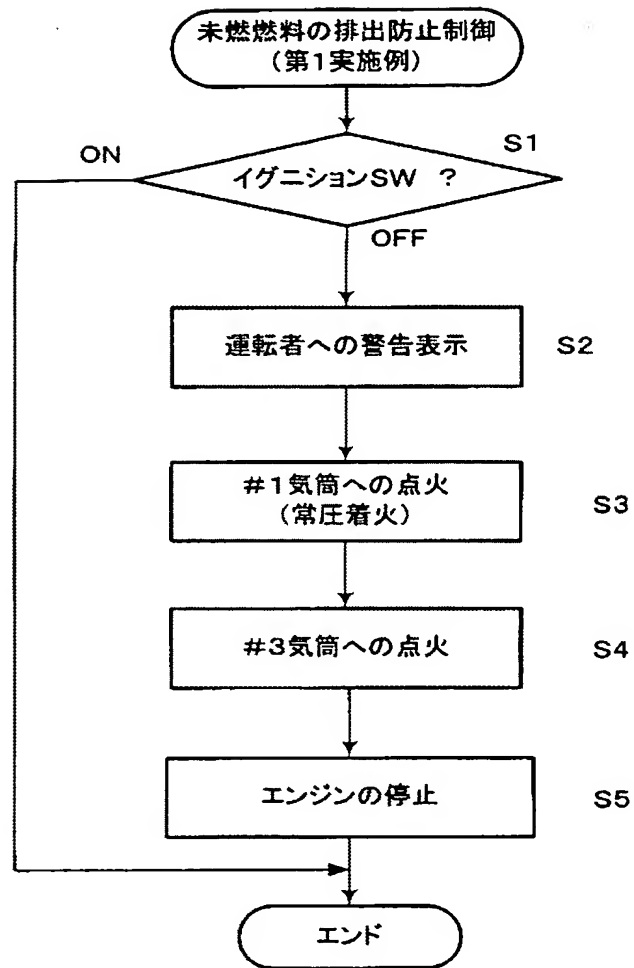 未燃燃料の排出防止制御
（第1実施例）
S1
ON
イグニションSW ？
OFF
運転者への警告表示
S2
#1気筒への点火
（常圧着火）
S3
#3気筒への点火
S4
エンジンの停止
S5
エンド